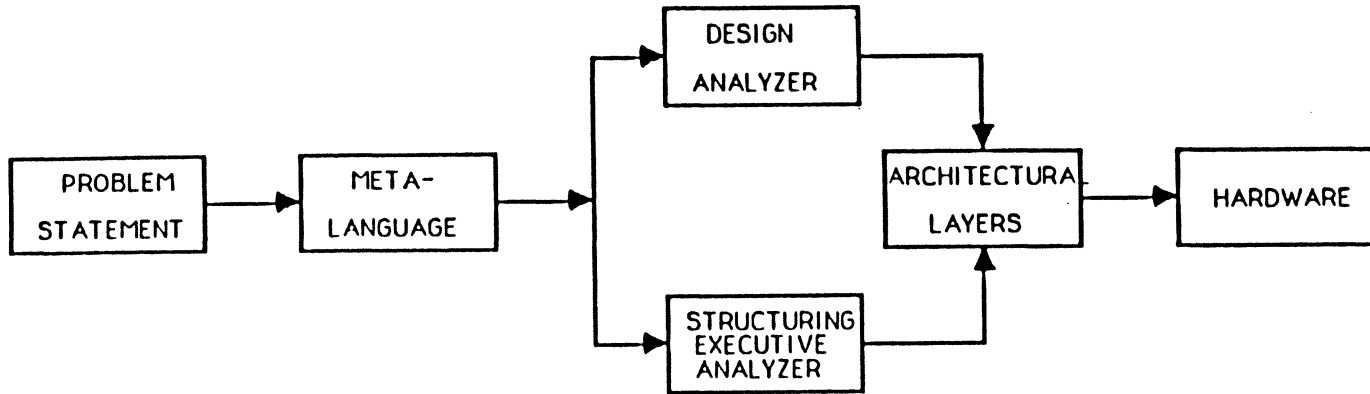 PROBLEM
STATEMENT
META-
LANGUAGE
DESIGN
ANALYZER
STRUCTURING
EXECUTIVE
ANALYZER
ARCHITECTURAL
LAYERS
HARDWARE